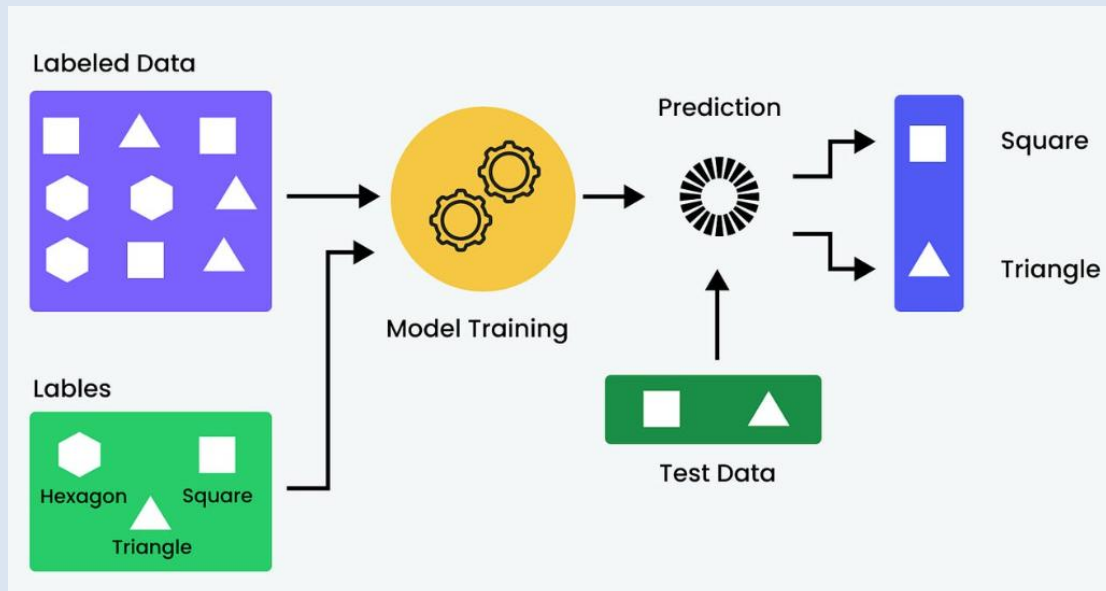 Labeled Data
Prediction
Square
Triangle
Model Training
Lables
Hexagon
Square
Triangle
Test Data